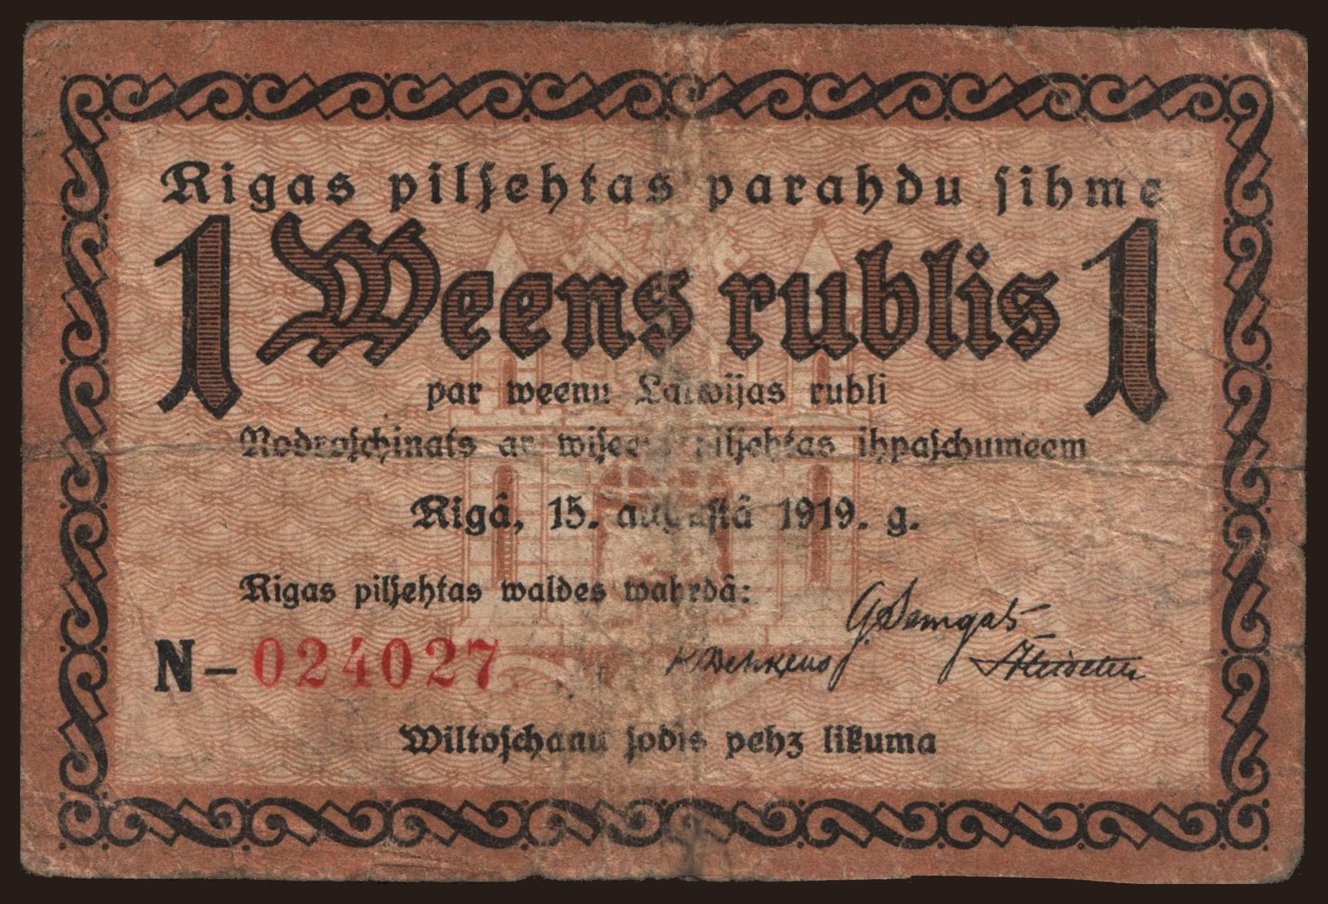 Rigas pilsehtas parahdu sihme
1 Weens rublis 1
par weenu Latwijas rubli
Nodroschinats ar wiseem pilsehtas ihpaschumeem
Rigâ, 15. augustâ 1919. g.
Rigas pilsehtas waldes wahrdâ:
N-024027
Wiltoschanu soda pehz likuma